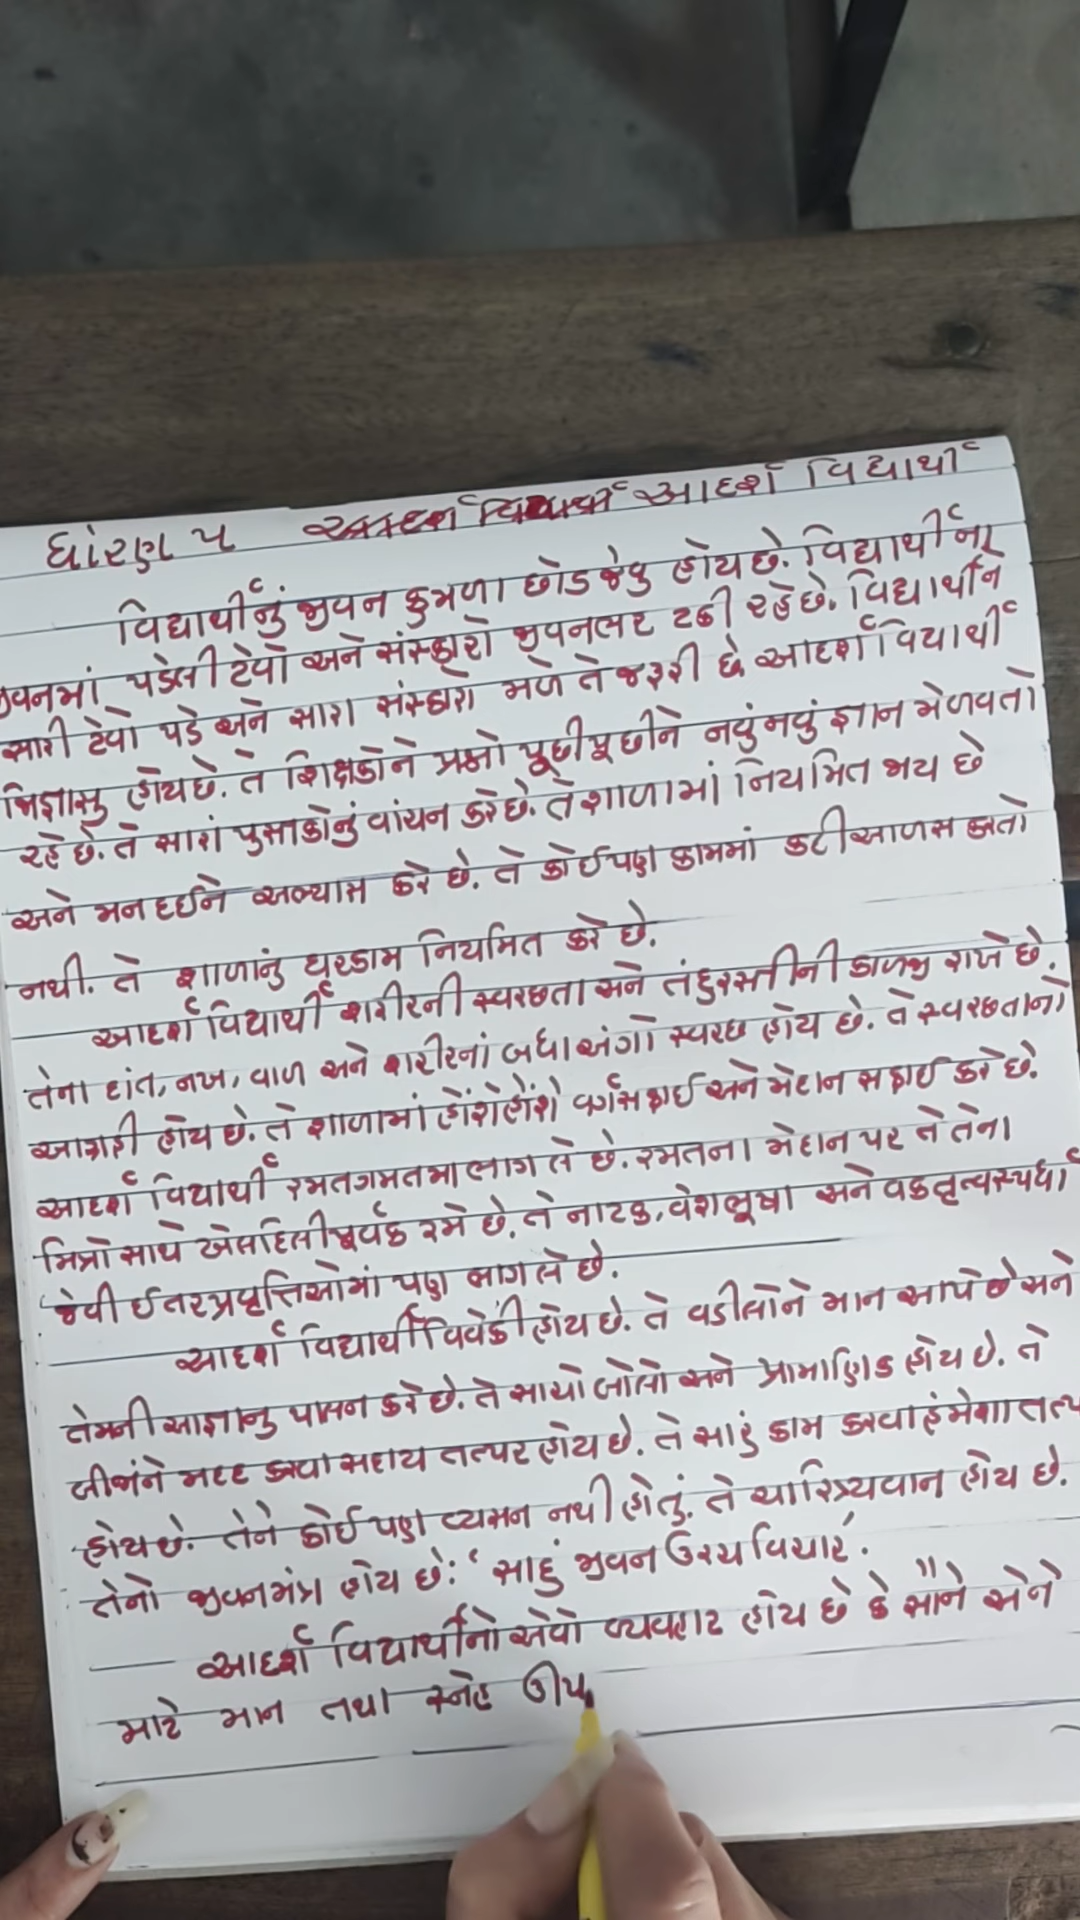 ધોરણ ૫ આદર્શ વિદ્યાર્થી
વિદ્યાર્થીનું જીવન કુમળા છોડ જેવુ હોય છે. વિદ્યાર્થીના
જીવનમાં પડેલી ટેવો અને સંસ્કારો જીવનભર ટકી રહે છે. વિદ્યાર્થીને
સારી ટેવો પડે અને સારા સંસ્કારો મળે તે જરૂરી છે આદર્શ વિદ્યાર્થી
જિજ્ઞાસુ હોય છે. તે શિક્ષકોને પ્રશ્નો પૂછી પૂછીને નવું નવું જ્ઞાન મેળવતો
રહે છે. તે સારાં પુસ્તકોનું વાંચન કરે છે. તે શાળામાં નિયમિત જાય છે
અને મન દઈને અભ્યાસ કરે છે. તે કોઈ પણ કામમાં કદી આળસ કરતો
નથી. તે શાળાનું ઘરકામ નિયમિત કરે છે.
આદર્શ વિદ્યાર્થી શરીરની સ્વચ્છતા અને તંદુરસ્તીની કાળજી રાખે છે.
તેના દાંત, નખ, વાળ અને શરીરનાં બધા અંગો સ્વચ્છ હોય છે. તે સ્વચ્છતાનો
આગ્રહી હોય છે. તે શાળામાં હોંશેહોંશે વર્ગસફાઈ અને મેદાન સફાઈ કરે છે.
આદર્શ વિદ્યાર્થી રમતગમતમા ભાગ લે છે. રમતના મેદાન પર તે તેના
મિત્રો સાથે ખેલદિલીપૂર્વક રમે છે. તે નાટક, વેશભૂષા અને વકતૃત્વસ્પર્ધા
જેવી ઈતરપ્રવૃત્તિઓમાં પણ ભાગ લે છે.
આદર્શ વિદ્યાર્થી વિવેકી હોય છે. તે વડીલોને માન આપે છે અને
તેમની આજ્ઞાનુ પાલન કરે છે. તે સાચો બોલો અને પ્રામાણિક હોય છે. તે
બીજાને મદદ કરવા સદાય તત્પર હોય છે. તે સારું કામ કરવા હંમેશા તત્પ
હોય છે. તેને કોઈ પણ વ્યસન નથી હોતું. તે ચારિત્ર્યવાન હોય છે.
તેનો જીવનમંત્ર હોય છે: ‘સાદું જીવન ઉચ્ચ વિચાર’.
આદર્શ વિદ્યાર્થીનો એવો વ્યવહાર હોય છે કે સૌને એને
માટે માન તથા સ્નેહ ઊપ